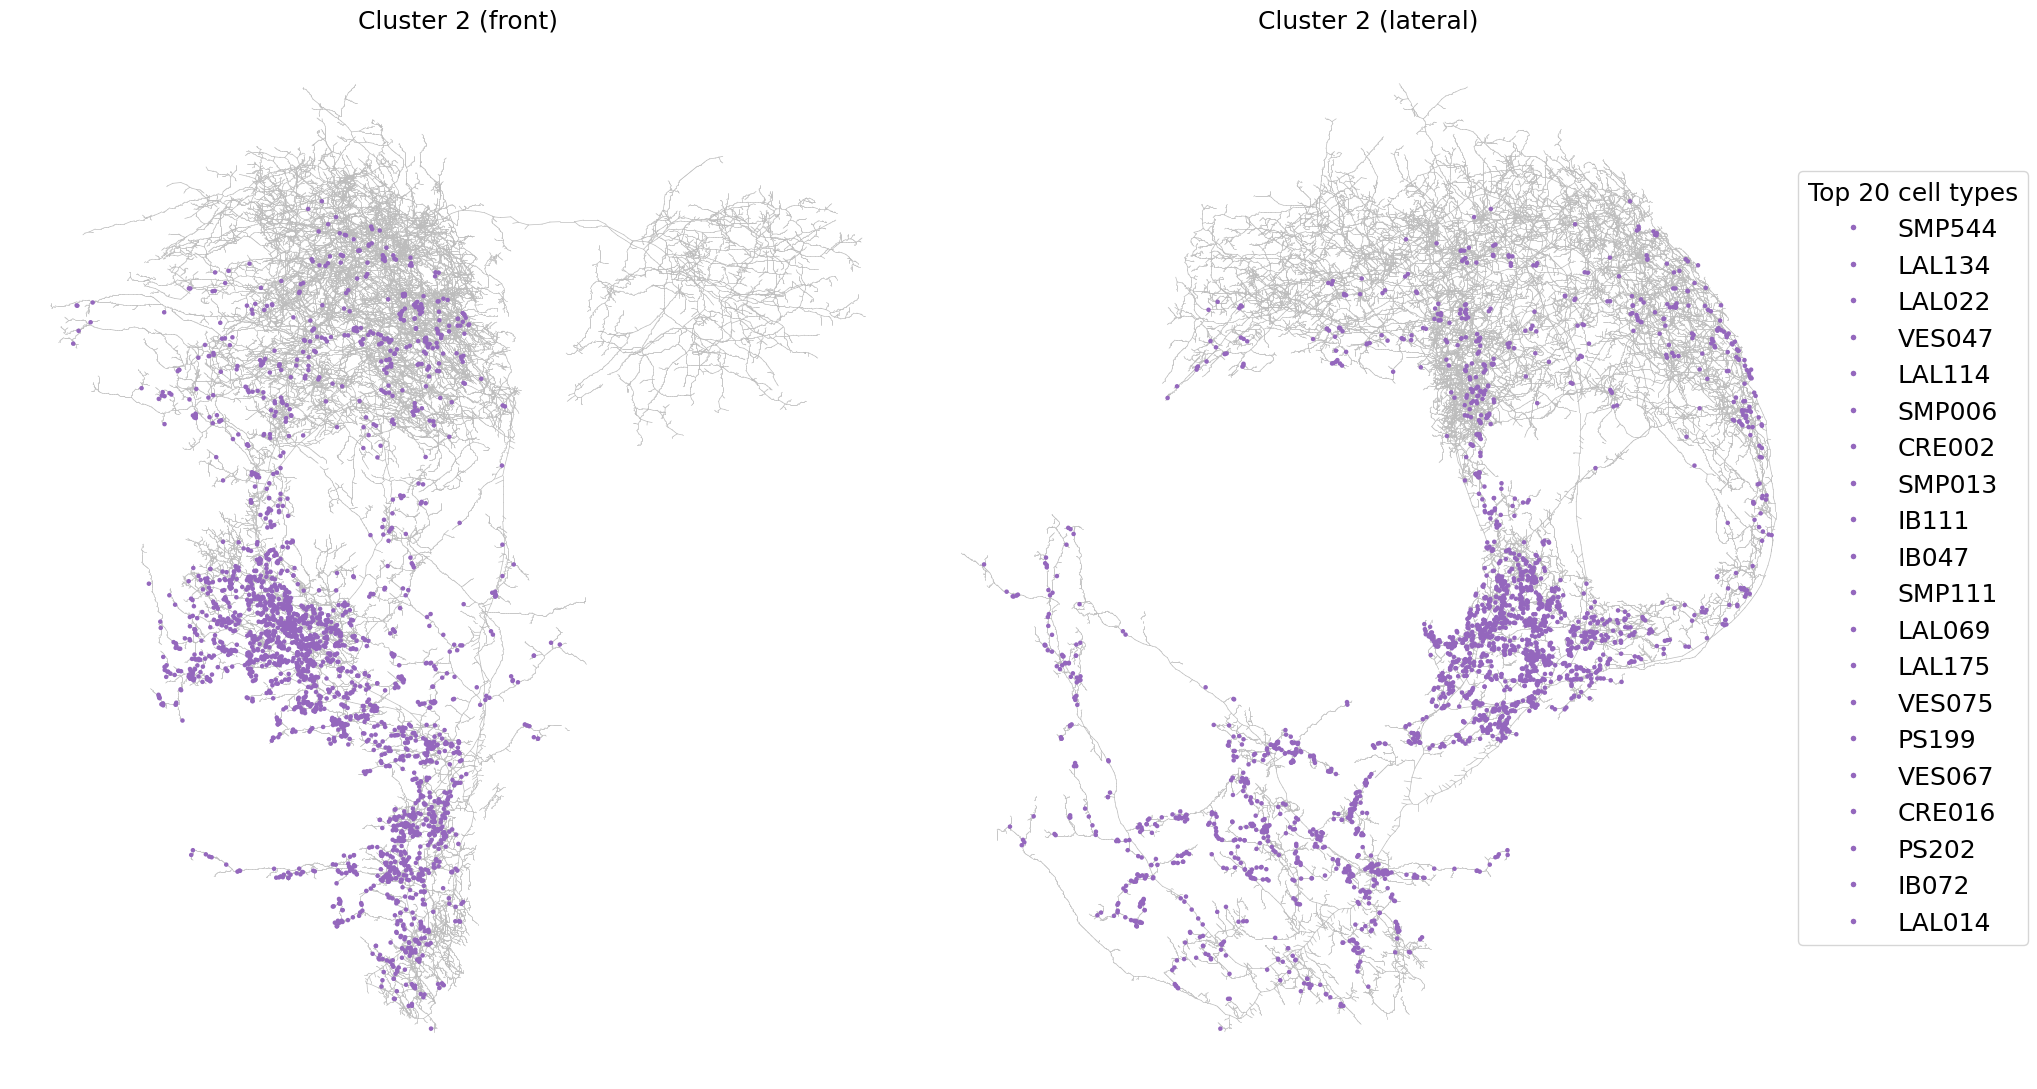 Cluster 2 (front)
Cluster 2 (lateral)
Top 20 cell types
SMP544
LAL134
LAL022
VES047
LAL114
SMP006
CRE002
SMP013
IB111
IB047
SMP111
LAL069
LAL175
VES075
PS199
VES067
CRE016
PS202
IB072
LAL014